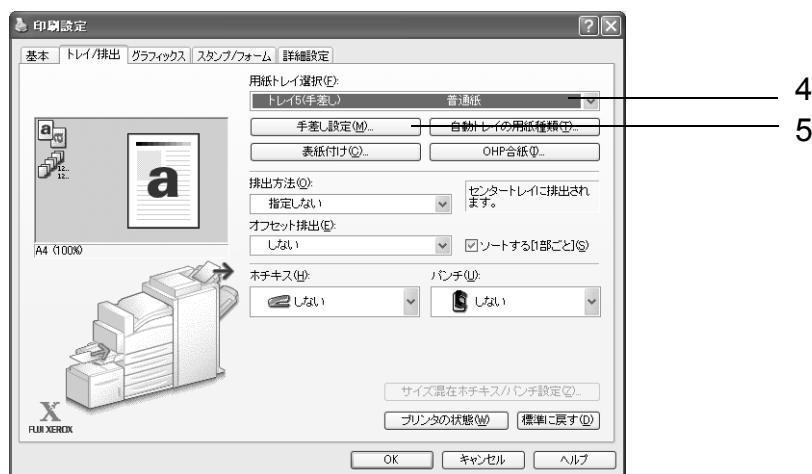 印刷設定
基本 トレイ/排出 グラフィックス スタンプ/フォーム 詳細設定
用紙トレイ選択(F):
トレイ5(手差し) 普通紙
4
手差し設定(M)... 自動トレイの用紙種類(T)...
5
表紙付け(C)... OHP合紙(I)...
排出方法(O):
指定しない
センタートレイに排出され
ます。
オフセット排出(E):
しない
ソートする[1部ごと](S)
A4 (100%)
ホチキス(H): パンチ(U):
しない しない
サイズ混在ホチキス/パンチ設定(Z)...
プリンタの状態(W) 標準に戻す(D)
X
FUJI XEROX
OK キャンセル ヘルプ